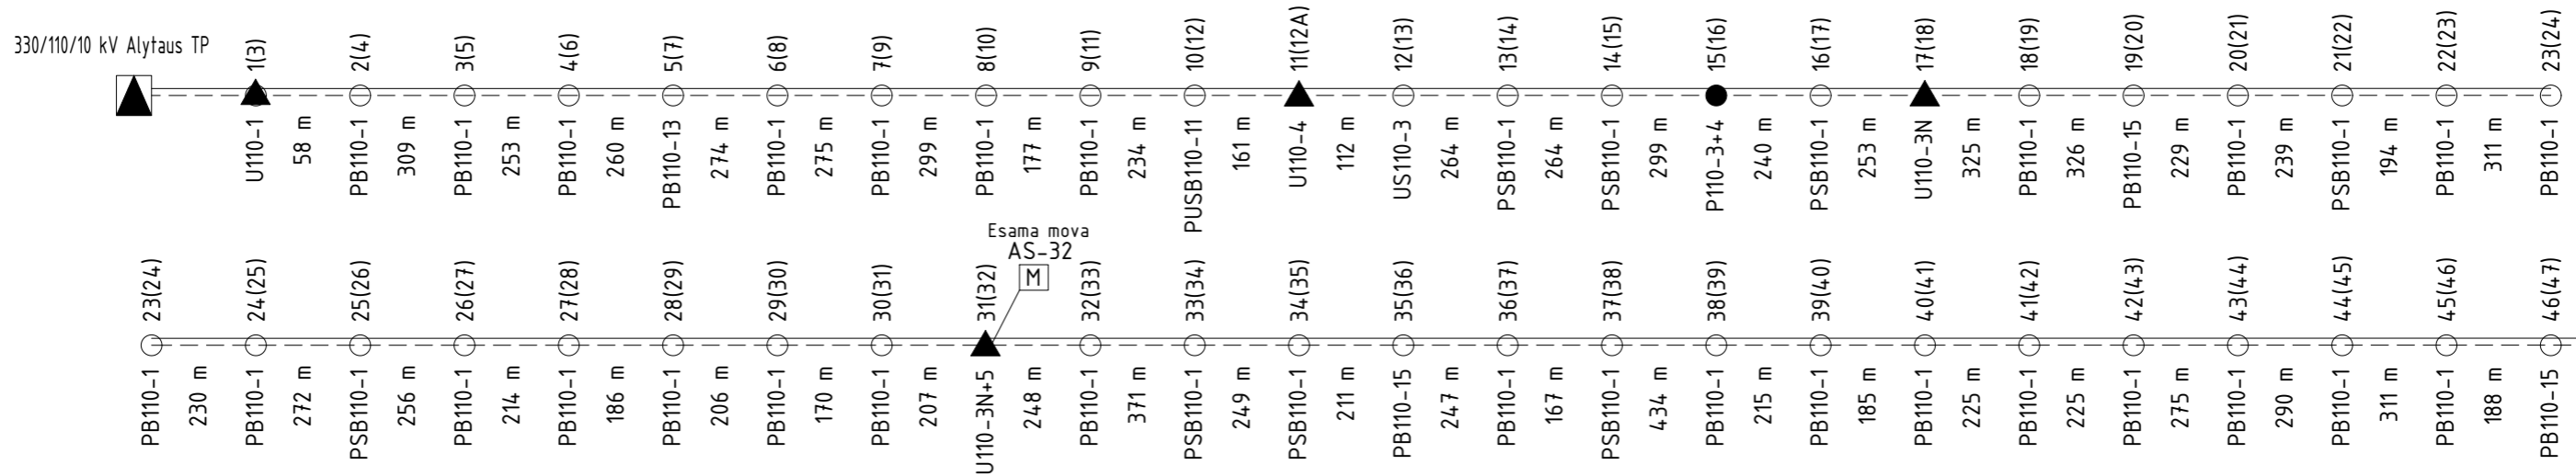 330/110/10 kV Alytaus TP
1(3)
2(4)
3(5)
4(6)
5(7)
6(8)
7(9)
8(10)
9(11)
10(12)
11(12A)
12(13)
13(14)
14(15)
15(16)
16(17)
17(18)
18(19)
19(20)
20(21)
21(22)
22(23)
23(24)
U110-1
58 m
PB110-1
309 m
PB110-1
253 m
PB110-1
260 m
PB110-13
274 m
PB110-1
275 m
PB110-1
299 m
PB110-1
177 m
PB110-1
234 m
PUSB110-11
161 m
U110-4
112 m
US110-3
264 m
PSB110-1
264 m
PSB110-1
299 m
P110-3+4
240 m
PSB110-1
253 m
U110-3N
325 m
PB110-1
326 m
PB110-15
229 m
PB110-1
239 m
PSB110-1
194 m
PB110-1
311 m
PB110-1
Esama mova
AS-32
M
23(24)
24(25)
25(26)
26(27)
27(28)
28(29)
29(30)
30(31)
31(32)
32(33)
33(34)
34(35)
35(36)
36(37)
37(38)
38(39)
39(40)
40(41)
41(42)
42(43)
43(44)
44(45)
45(46)
46(47)
PB110-1
230 m
PB110-1
272 m
PSB110-1
256 m
PB110-1
214 m
PB110-1
186 m
PB110-1
206 m
PB110-1
170 m
PB110-1
207 m
U110-3N+5
248 m
PB110-1
371 m
PSB110-1
249 m
PSB110-1
211 m
PB110-15
247 m
PB110-1
167 m
PSB110-1
434 m
PB110-1
215 m
PB110-1
185 m
PB110-1
225 m
PB110-1
225 m
PB110-1
275 m
PB110-1
290 m
PB110-1
311 m
PB110-1
188 m
PB110-15